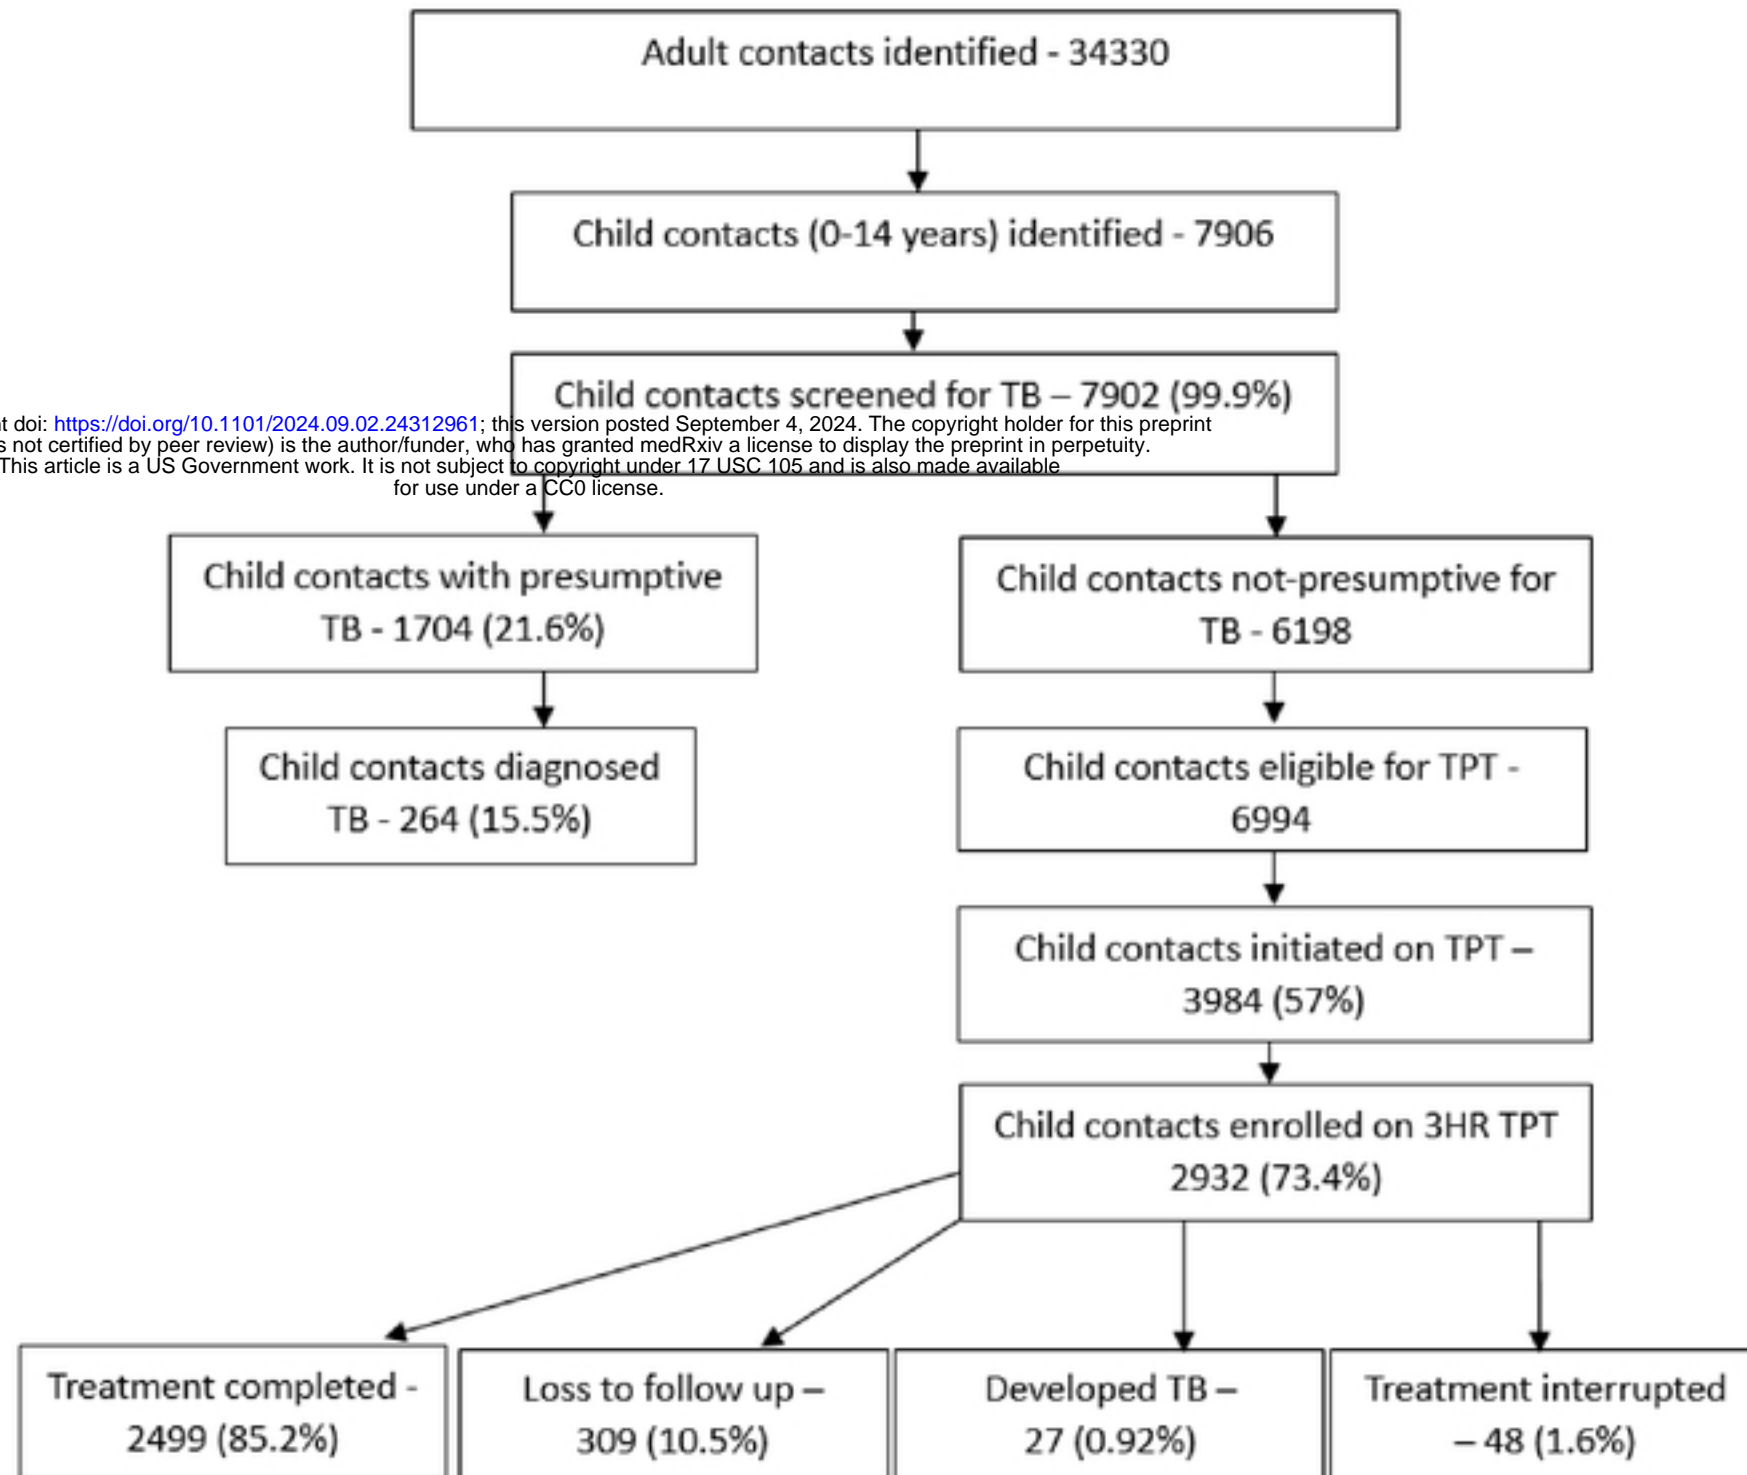 Adult contacts identified - 34330
Child contacts (0-14 years) identified - 7906
Child contacts screened for TB – 7902 (99.9%)
t doi: https://doi.org/10.1101/2024.09.02.24312961; this version posted September 4, 2024. The copyright holder for this preprint
s not certified by peer review) is the author/funder, who has granted medRxiv a license to display the preprint in perpetuity.
This article is a US Government work. It is not subject to copyright under 17 USC 105 and is also made available
for use under a CC0 license.
Child contacts with presumptive
TB - 1704 (21.6%)
Child contacts not-presumptive for
TB - 6198
Child contacts diagnosed
TB - 264 (15.5%)
Child contacts eligible for TPT -
6994
Child contacts initiated on TPT –
3984 (57%)
Child contacts enrolled on 3HR TPT
2932 (73.4%)
Treatment completed -
2499 (85.2%)
Loss to follow up –
309 (10.5%)
Developed TB –
27 (0.92%)
Treatment interrupted
– 48 (1.6%)